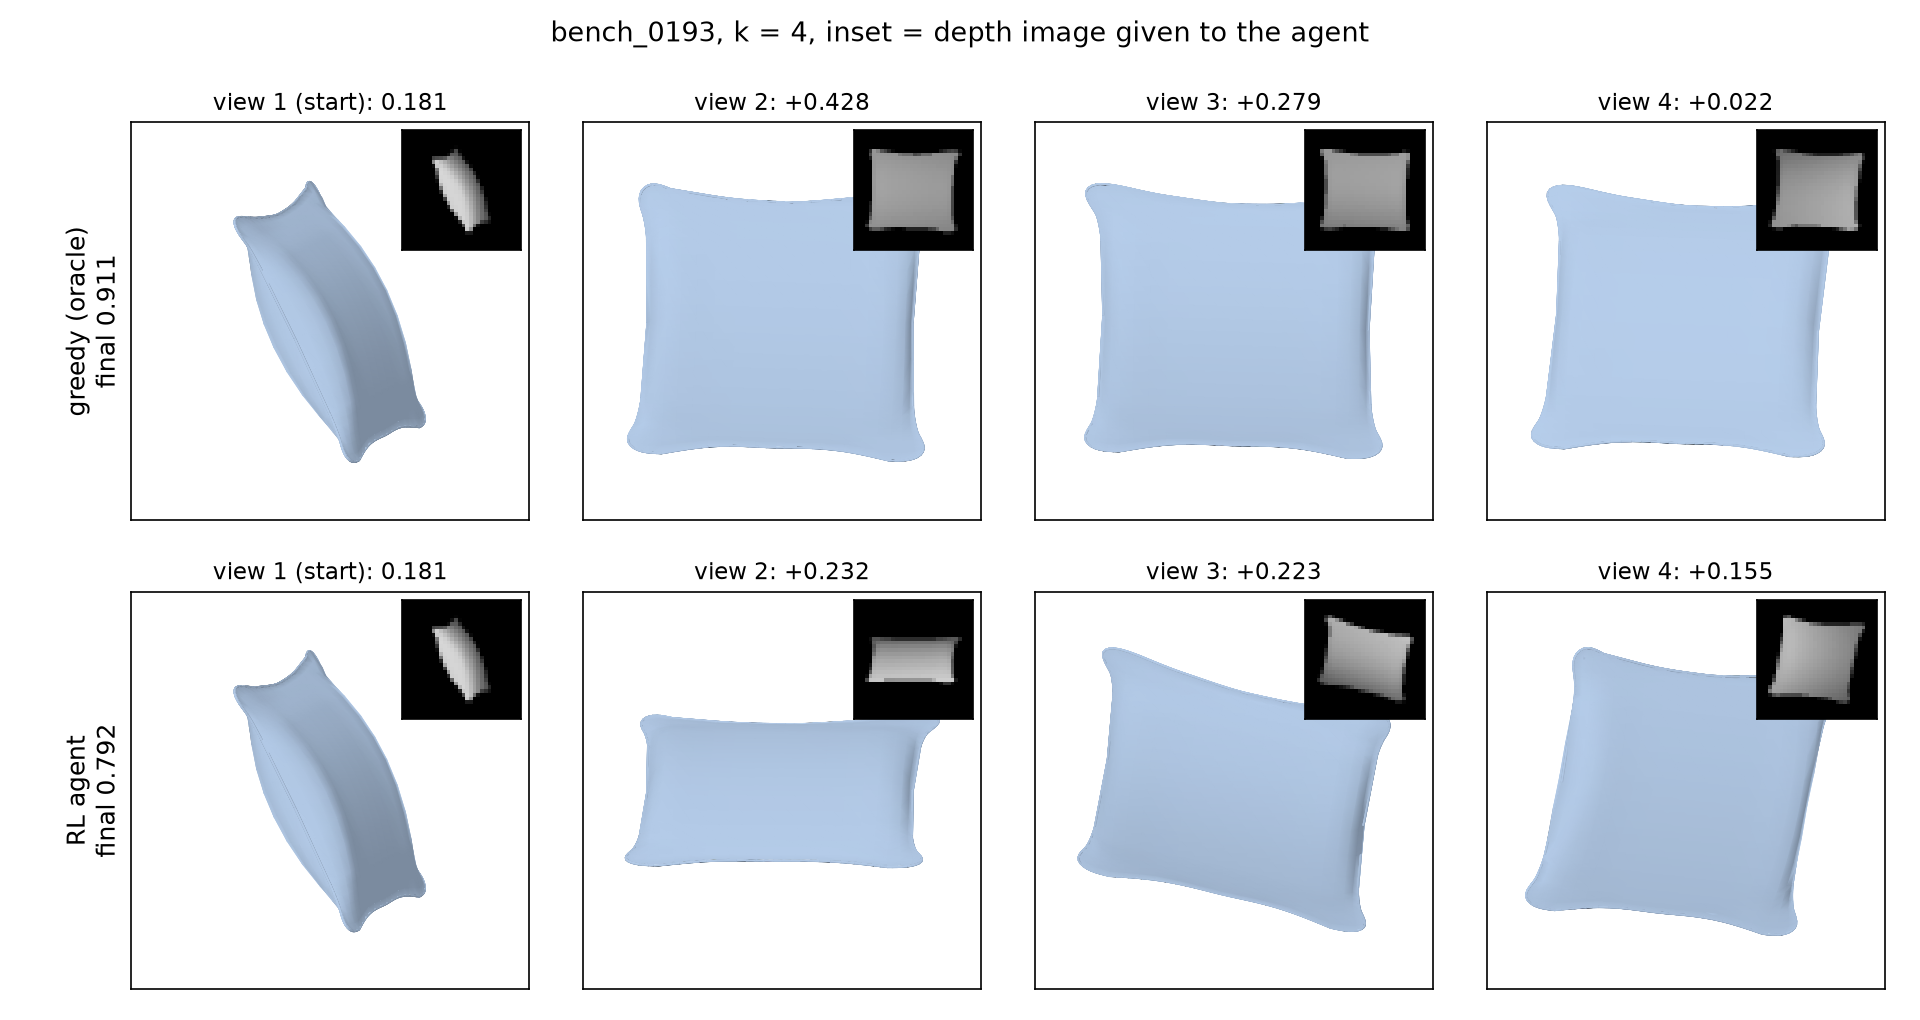 bench_0193, k = 4, inset = depth image given to the agent
view 1 (start): 0.181
view 2: +0.428
view 3: +0.279
view 4: +0.022
greedy (oracle)
final 0.911
view 1 (start): 0.181
view 2: +0.232
view 3: +0.223
view 4: +0.155
RL agent
final 0.792